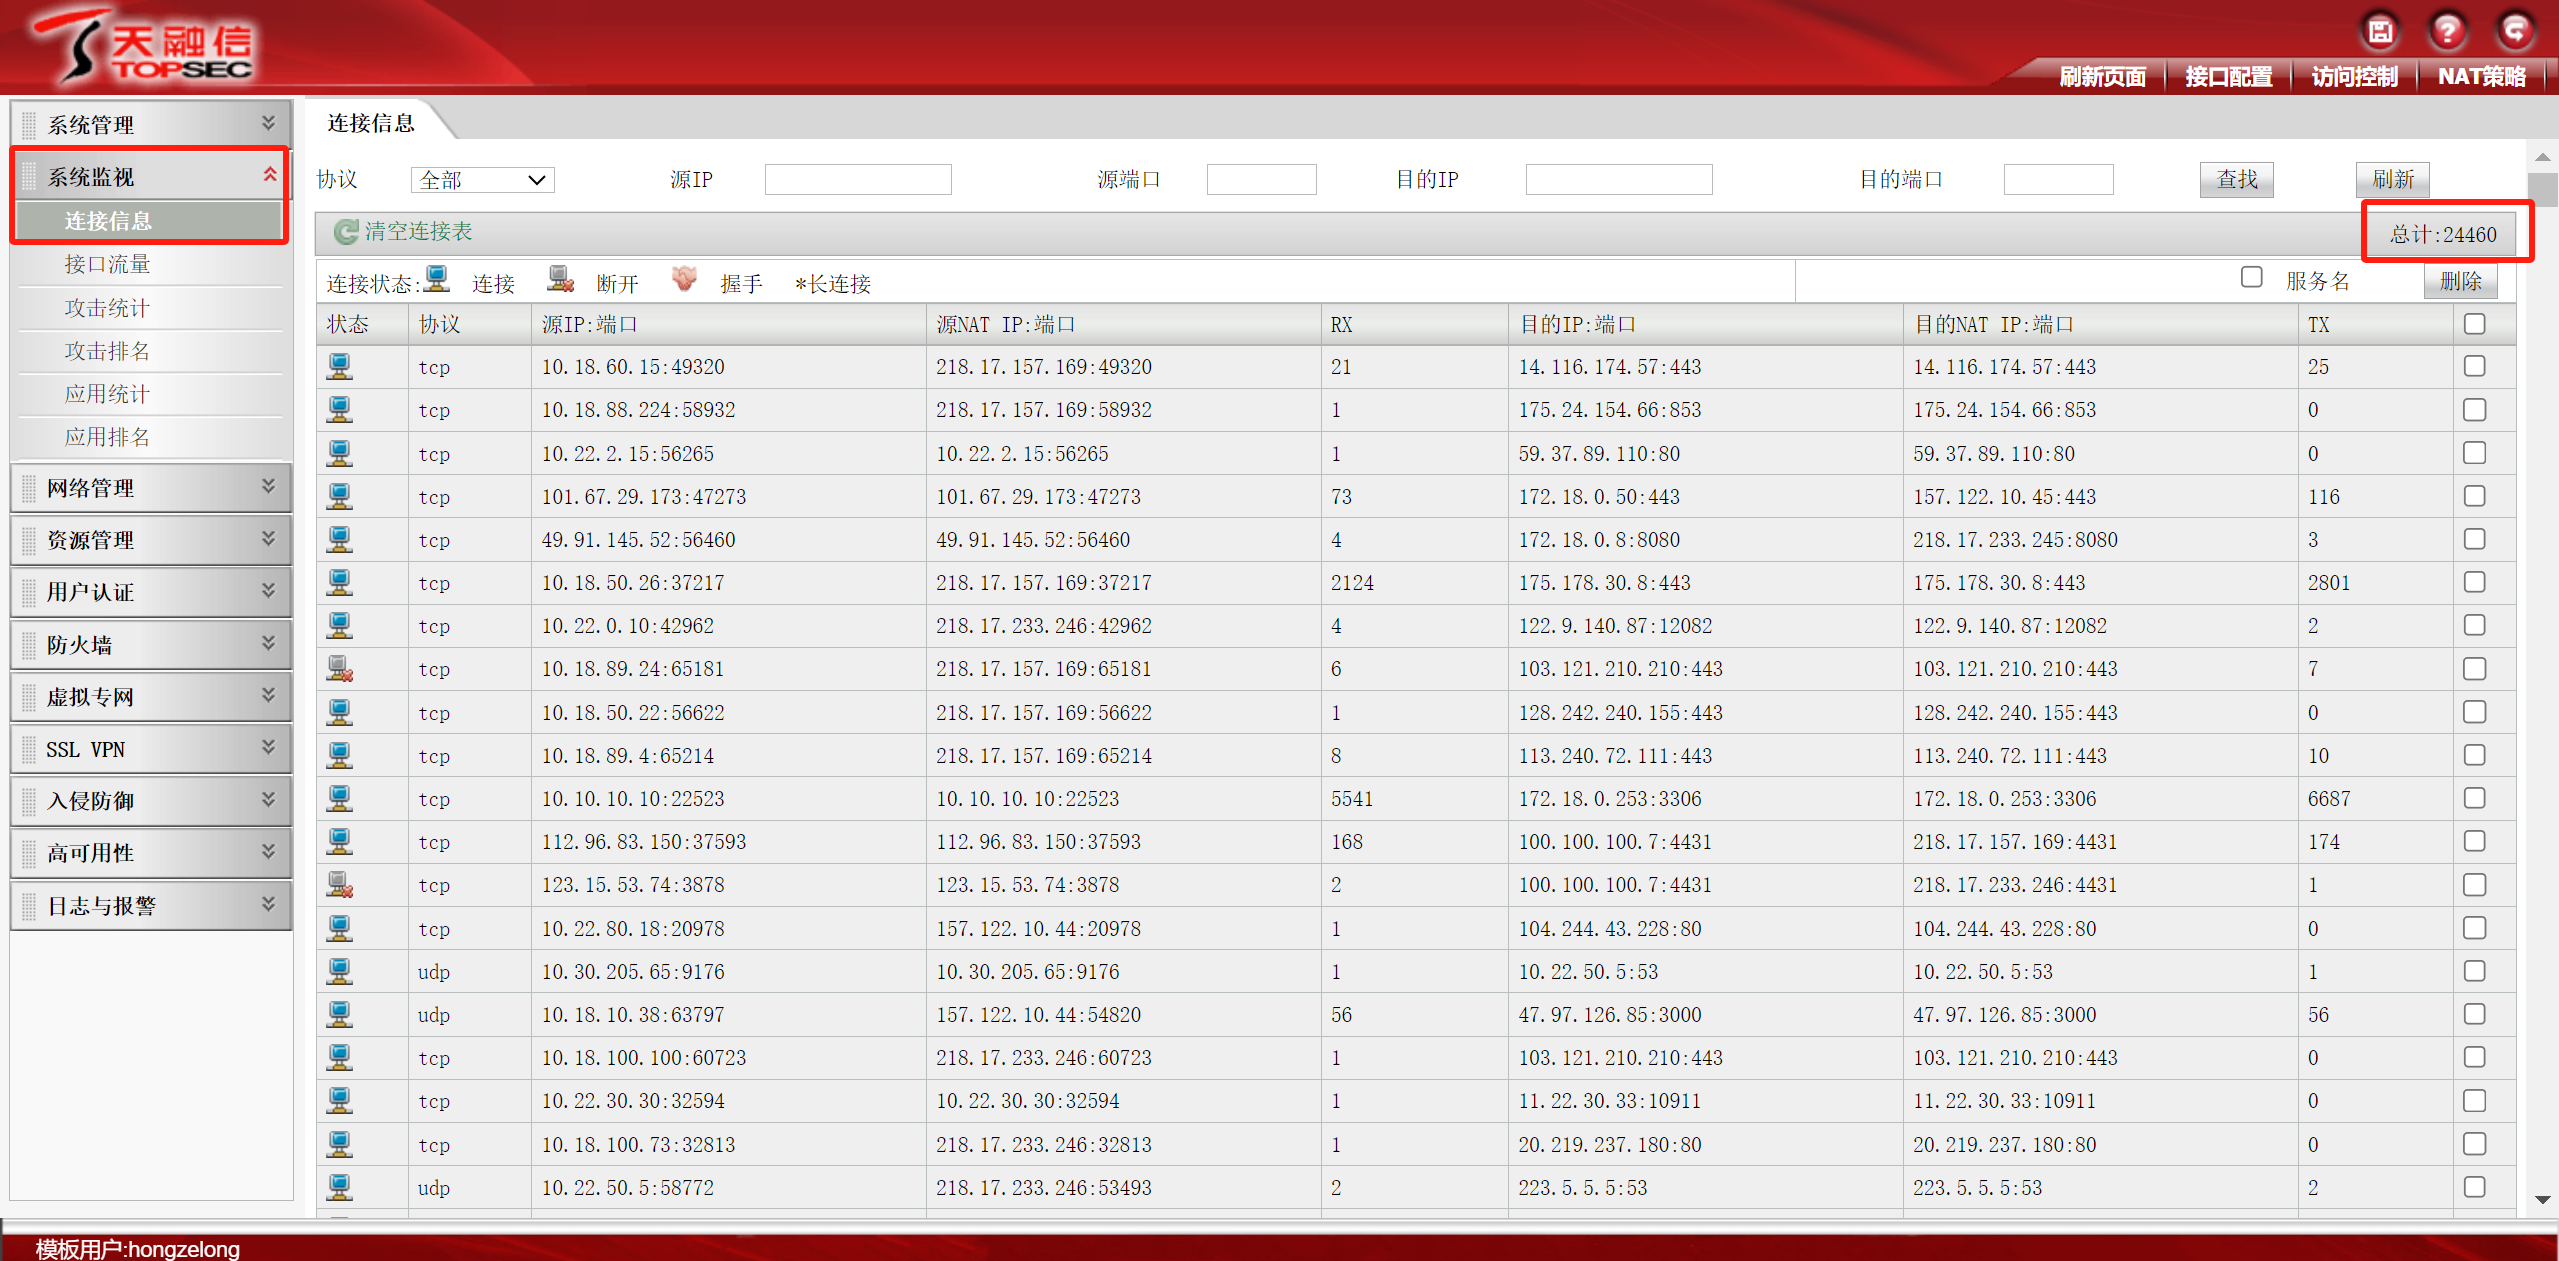 天融信
TOPSEC
刷新页面 接口配置 访问控制 NAT策略
系统管理
系统监视
连接信息
接口流量
攻击统计
攻击排名
应用统计
应用排名
网络管理
资源管理
用户认证
防火墙
虚拟专网
SSL VPN
入侵防御
高可用性
日志与报警
连接信息
协议 全部 源IP 源端口 目的IP 目的端口 查找 刷新
清空连接表 总计:24460
连接状态: 连接 断开 握手 *长连接 服务名 删除
状态 协议 源IP:端口 源NAT IP:端口 RX 目的IP:端口 目的NAT IP:端口 TX
tcp 10.18.60.15:49320 218.17.157.169:49320 21 14.116.174.57:443 14.116.174.57:443 25
tcp 10.18.88.224:58932 218.17.157.169:58932 1 175.24.154.66:853 175.24.154.66:853 0
tcp 10.22.2.15:56265 10.22.2.15:56265 1 59.37.89.110:80 59.37.89.110:80 0
tcp 101.67.29.173:47273 101.67.29.173:47273 73 172.18.0.50:443 157.122.10.45:443 116
tcp 49.91.145.52:56460 49.91.145.52:56460 4 172.18.0.8:8080 218.17.233.245:8080 3
tcp 10.18.50.26:37217 218.17.157.169:37217 2124 175.178.30.8:443 175.178.30.8:443 2801
tcp 10.22.0.10:42962 218.17.233.246:42962 4 122.9.140.87:12082 122.9.140.87:12082 2
tcp 10.18.89.24:65181 218.17.157.169:65181 6 103.121.210.210:443 103.121.210.210:443 7
tcp 10.18.50.22:56622 218.17.157.169:56622 1 128.242.240.155:443 128.242.240.155:443 0
tcp 10.18.89.4:65214 218.17.157.169:65214 8 113.240.72.111:443 113.240.72.111:443 10
tcp 10.10.10.10:22523 10.10.10.10:22523 5541 172.18.0.253:3306 172.18.0.253:3306 6687
tcp 112.96.83.150:37593 112.96.83.150:37593 168 100.100.100.7:4431 218.17.157.169:4431 174
tcp 123.15.53.74:3878 123.15.53.74:3878 2 100.100.100.7:4431 218.17.233.246:4431 1
tcp 10.22.80.18:20978 157.122.10.44:20978 1 104.244.43.228:80 104.244.43.228:80 0
udp 10.30.205.65:9176 10.30.205.65:9176 1 10.22.50.5:53 10.22.50.5:53 1
udp 10.18.10.38:63797 157.122.10.44:54820 56 47.97.126.85:3000 47.97.126.85:3000 56
tcp 10.18.100.100:60723 218.17.233.246:60723 1 103.121.210.210:443 103.121.210.210:443 0
tcp 10.22.30.30:32594 10.22.30.30:32594 1 11.22.30.33:10911 11.22.30.33:10911 0
tcp 10.18.100.73:32813 218.17.233.246:32813 1 20.219.237.180:80 20.219.237.180:80 0
udp 10.22.50.5:58772 218.17.233.246:53493 2 223.5.5.5:53 223.5.5.5:53 2
模板用户:hongzelong